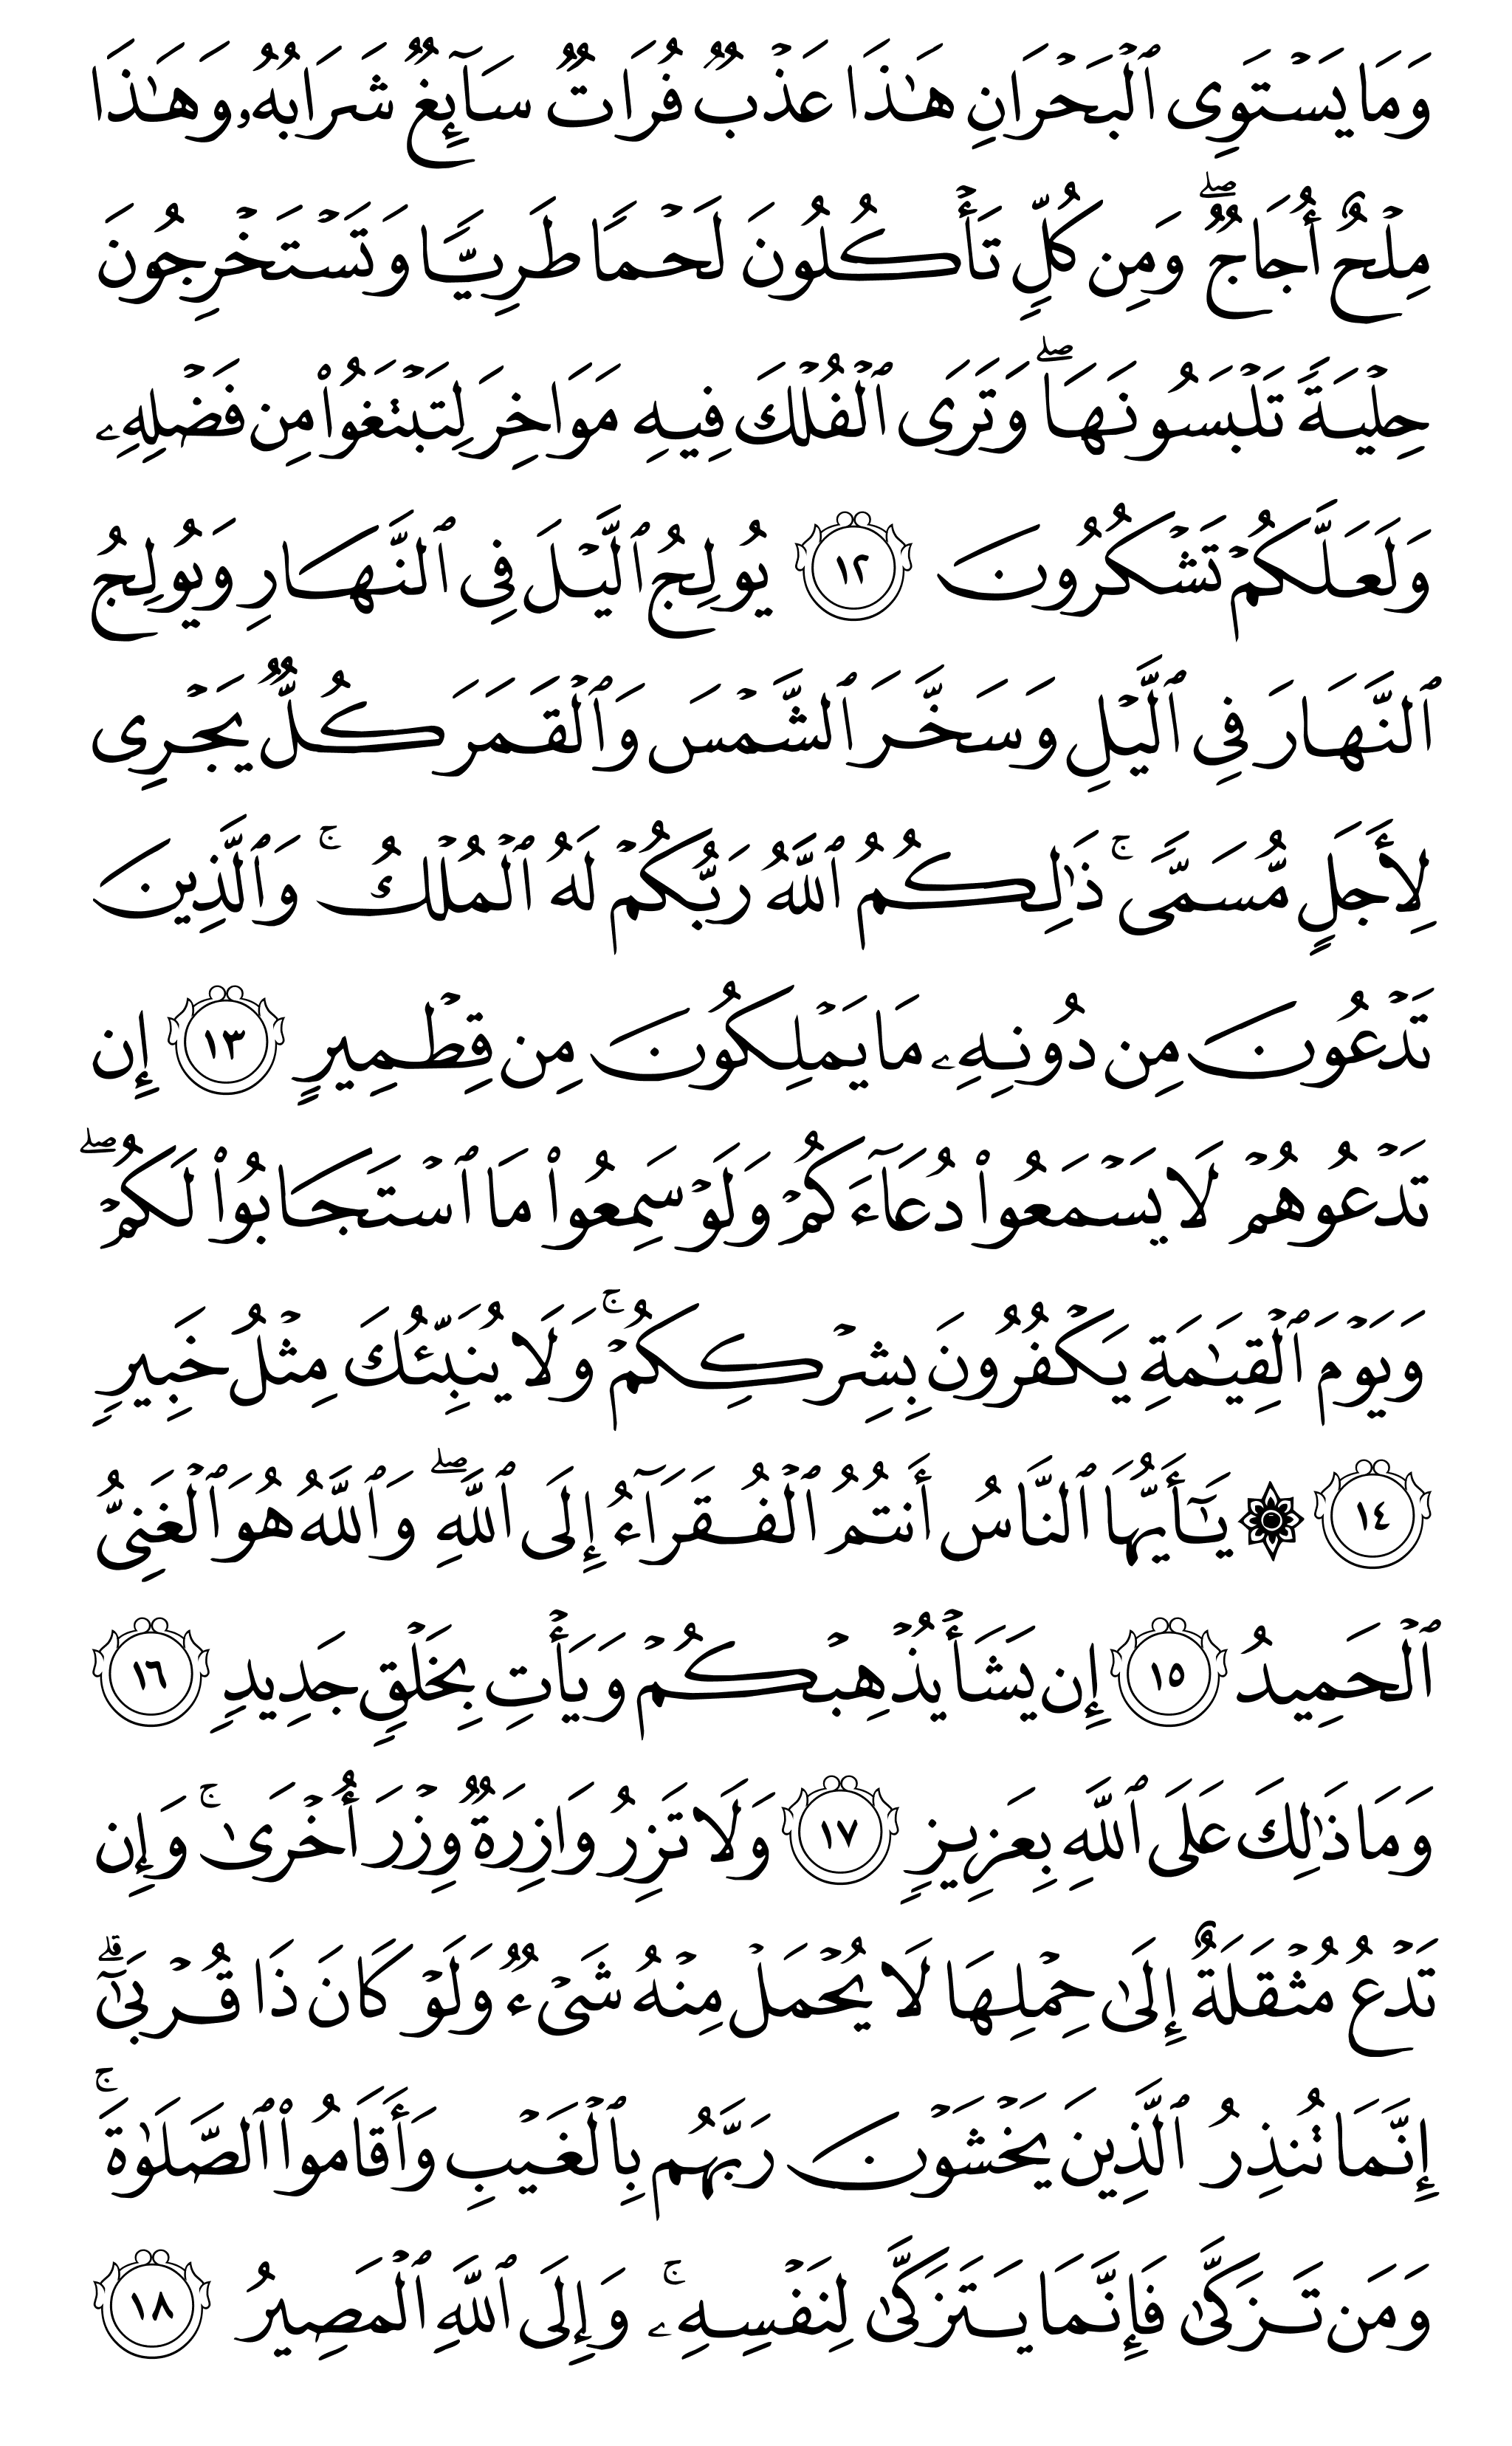 وَمَا يَسۡتَوِي ٱلۡبَحۡرَانِ هَٰذَا عَذۡبٞ فُرَاتٞ سَآئِغٞ شَرَابُهُۥ وَهَٰذَا
مِلۡحٌ أُجَاجٞۖ وَمِن كُلّٖ تَأۡكُلُونَ لَحۡمٗا طَرِيّٗا وَتَسۡتَخۡرِجُونَ
حِلۡيَةٗ تَلۡبَسُونَهَاۖ وَتَرَى ٱلۡفُلۡكَ فِيهِ مَوَاخِرَ لِتَبۡتَغُواْ مِن فَضۡلِهِۦ
وَلَعَلَّكُمۡ تَشۡكُرُونَ ١٢ يُولِجُ ٱلَّيۡلَ فِي ٱلنَّهَارِ وَيُولِجُ
ٱلنَّهَارَ فِي ٱلَّيۡلِ وَسَخَّرَ ٱلشَّمۡسَ وَٱلۡقَمَرَ كُلّٞ يَجۡرِي
لِأَجَلٖ مُّسَمّٗىۚ ذَٰلِكُمُ ٱللَّهُ رَبُّكُمۡ لَهُ ٱلۡمُلۡكُۚ وَٱلَّذِينَ
تَدۡعُونَ مِن دُونِهِۦ مَا يَمۡلِكُونَ مِن قِطۡمِيرٍ ١٣ إِن
تَدۡعُوهُمۡ لَا يَسۡمَعُواْ دُعَآءَكُمۡ وَلَوۡ سَمِعُواْ مَا ٱسۡتَجَابُواْ لَكُمۡۖ
وَيَوۡمَ ٱلۡقِيَٰمَةِ يَكۡفُرُونَ بِشِرۡكِكُمۡۚ وَلَا يُنَبِّئُكَ مِثۡلُ خَبِيرٖ
١٤ ۞ يَٰٓأَيُّهَا ٱلنَّاسُ أَنتُمُ ٱلۡفُقَرَآءُ إِلَى ٱللَّهِۖ وَٱللَّهُ هُوَ ٱلۡغَنِيُّ
ٱلۡحَمِيدُ ١٥ إِن يَشَأۡ يُذۡهِبۡكُمۡ وَيَأۡتِ بِخَلۡقٖ جَدِيدٖ ١٦
وَمَا ذَٰلِكَ عَلَى ٱللَّهِ بِعَزِيزٖ ١٧ وَلَا تَزِرُ وَازِرَةٞ وِزۡرَ أُخۡرَىٰۚ وَإِن
تَدۡعُ مُثۡقَلَةٌ إِلَىٰ حِمۡلِهَا لَا يُحۡمَلۡ مِنۡهُ شَيۡءٞ وَلَوۡ كَانَ ذَا قُرۡبَىٰٓۗ
إِنَّمَا تُنذِرُ ٱلَّذِينَ يَخۡشَوۡنَ رَبَّهُم بِٱلۡغَيۡبِ وَأَقَامُواْ ٱلصَّلَوٰةَۚ
وَمَن تَزَكَّىٰ فَإِنَّمَا يَتَزَكَّىٰ لِنَفۡسِهِۦۚ وَإِلَى ٱللَّهِ ٱلۡمَصِيرُ ١٨